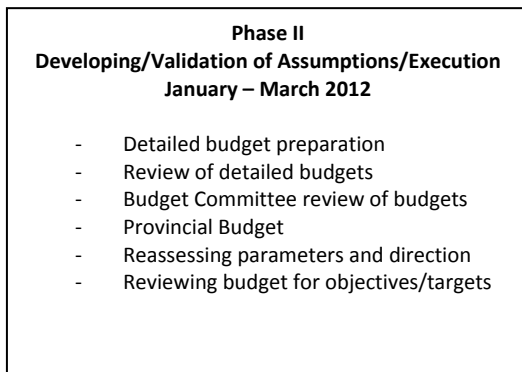 Phase II
Developing/Validation of Assumptions/Execution
January – March 2012
- Detailed budget preparation
- Review of detailed budgets
- Budget Committee review of budgets
- Provincial Budget
- Reassessing parameters and direction
- Reviewing budget for objectives/targets